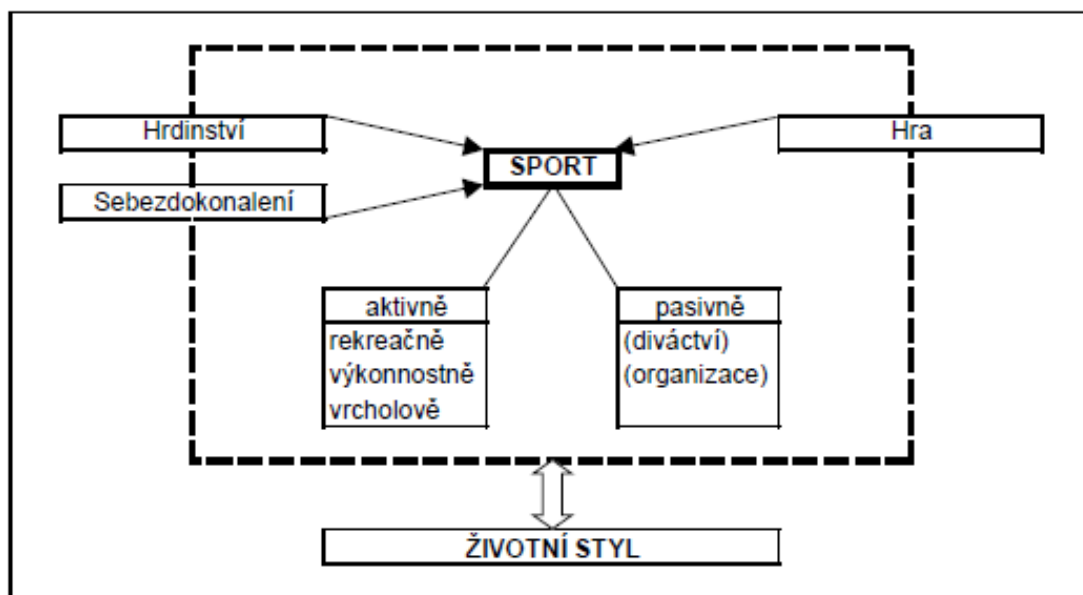 Hrdinství
Hra
SPORT
Sebezdokonalení
aktivně
rekreačně
výkonnostně
vrcholově
pasivně
(diváctví)
(organizace)
ŽIVOTNÍ STYL